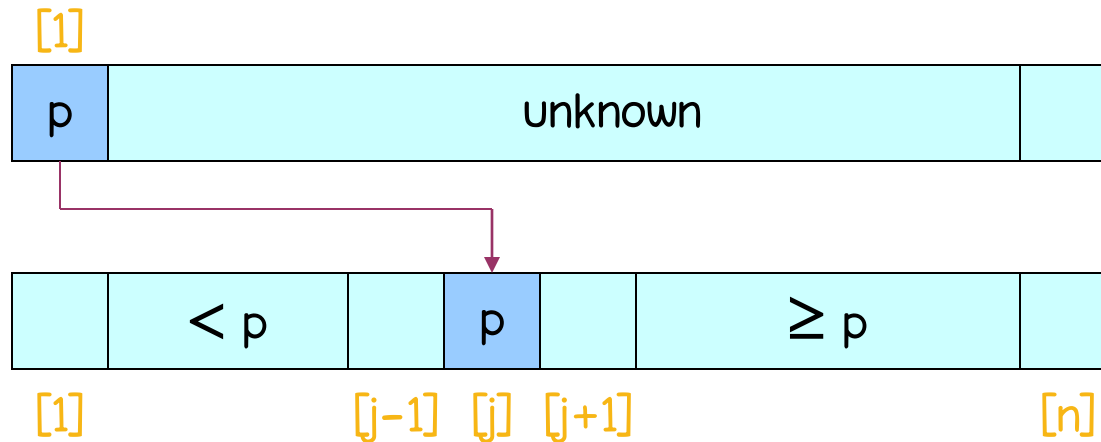 [1]
p unknown
< p p ≥ p
[1] [j-1] [j] [j+1] [n]